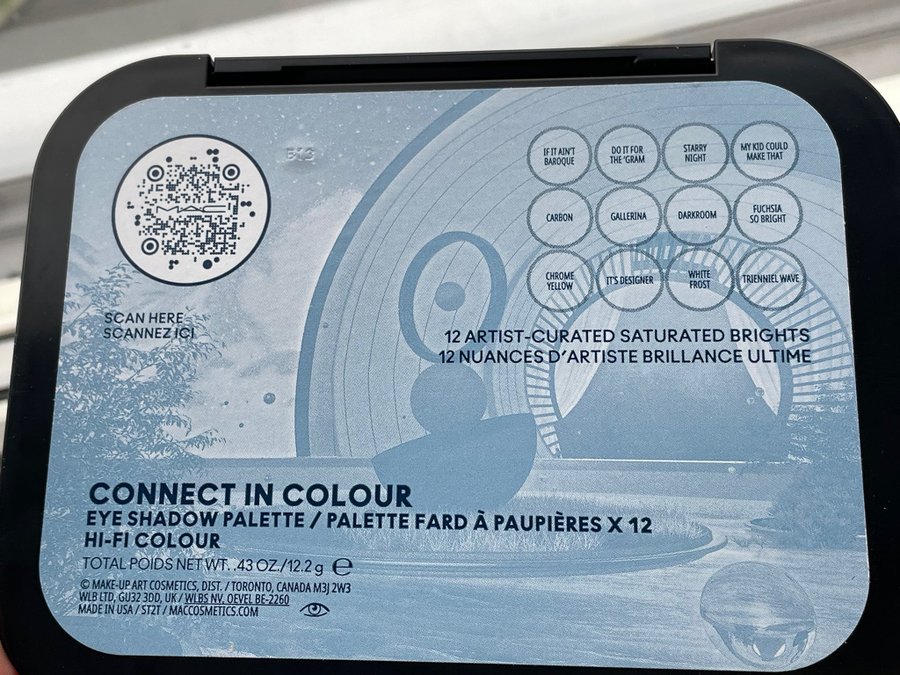 B12
IF IT AIN'T
BAROQUE
DO IT FOR
THE 'GRAM
STARRY
NIGHT
MY KID COULD
MAKE THAT
CARBON
GALLERINA
DARKROOM
FUCHSIA
SO BRIGHT
CHROME
YELLOW
IT'S DESIGNER
WHITE
FROST
TRIENNIEL WAVE
SCAN HERE
SCANNEZ ICI
12 ARTIST-CURATED SATURATED BRIGHTS
12 NUANCES D'ARTISTE BRILLANCE ULTIME
CONNECT IN COLOUR
EYE SHADOW PALETTE / PALETTE FARD À PAUPIÈRES X 12
HI-FI COLOUR
TOTAL POIDS NET WT. .43 OZ./12.2 g ℮
© MAKE-UP ART COSMETICS, DIST. / TORONTO, CANADA M3J 2W3
WLB LTD, GU32 3DD, UK / WLBS NV. OEVEL BE-2260
MADE IN USA / ST2T / MACCOSMETICS.COM